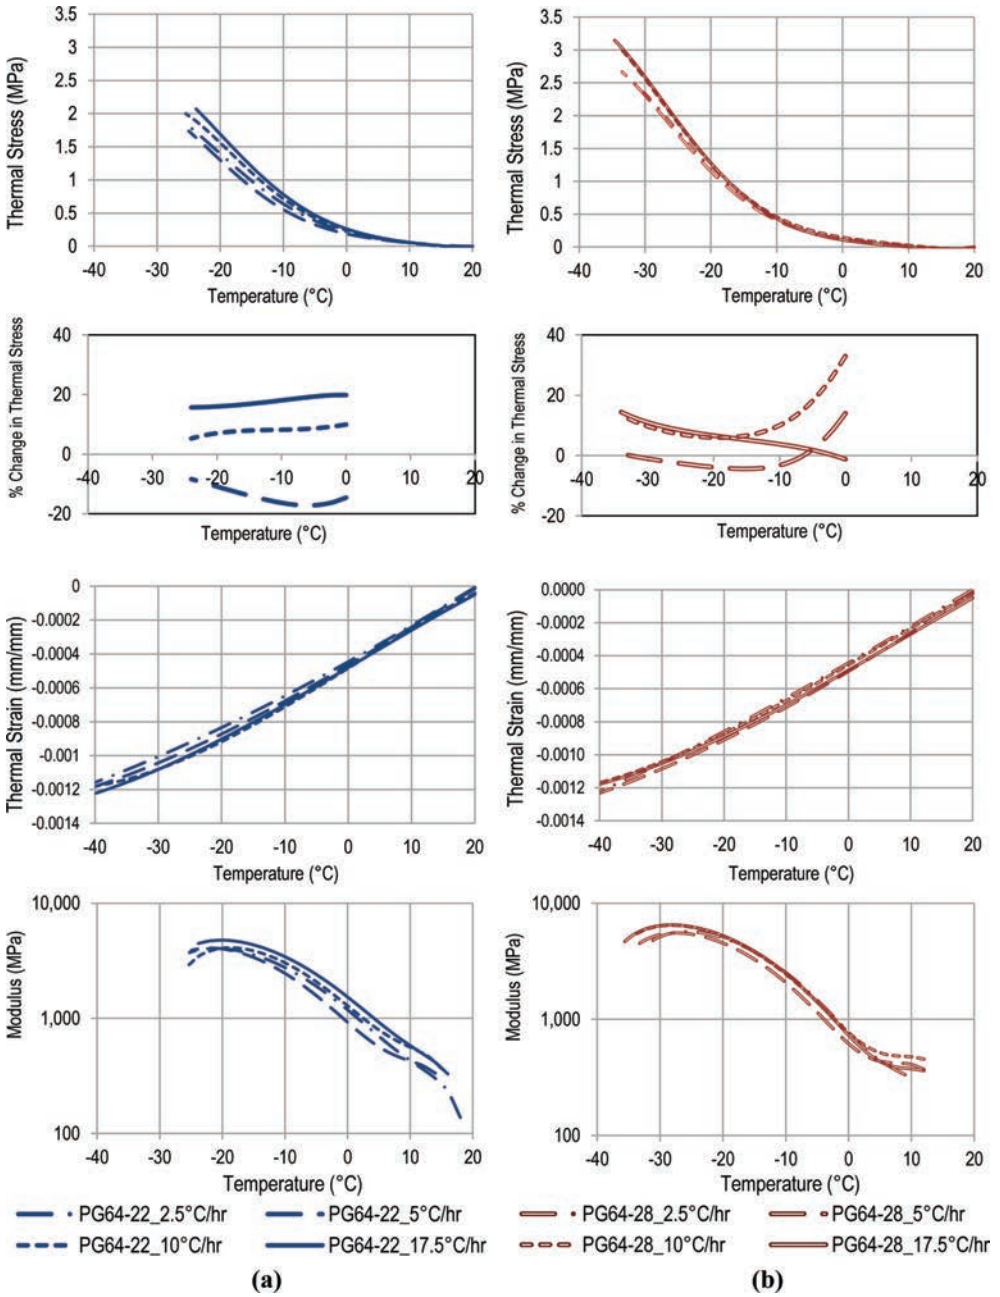 3.5
3
2.5
2
1.5
1
0.5
0
-40 -30 -20 -10 0 10 20
Thermal Stress (MPa)
Temperature (°C)
3.5
3
2.5
2
1.5
1
0.5
0
-40 -30 -20 -10 0 10 20
Thermal Stress (MPa)
Temperature (°C)
40
20
0
-20
-40 -30 -20 -10 0 10 20
% Change in Thermal Stress
Temperature (°C)
40
20
0
-20
-40 -30 -20 -10 0 10 20
% Change in Thermal Stress
Temperature (°C)
0
-0.0002
-0.0004
-0.0006
-0.0008
-0.001
-0.0012
-0.0014
-40 -30 -20 -10 0 10 20
Thermal Strain (mm/mm)
Temperature (°C)
0.0000
-0.0002
-0.0004
-0.0006
-0.0008
-0.0010
-0.0012
-0.0014
-40 -30 -20 -10 0 10 20
Thermal Strain (mm/mm)
Temperature (°C)
10,000
1,000
100
-40 -30 -20 -10 0 10 20
Modulus (MPa)
Temperature (°C)
10,000
1,000
100
-40 -30 -20 -10 0 10 20
Modulus (MPa)
Temperature (°C)
PG64-22_2.5°C/hr PG64-22_5°C/hr
PG64-22_10°C/hr PG64-22_17.5°C/hr
(a)
PG64-28_2.5°C/hr PG64-28_5°C/hr
PG64-28_10°C/hr PG64-28_17.5°C/hr
(b)